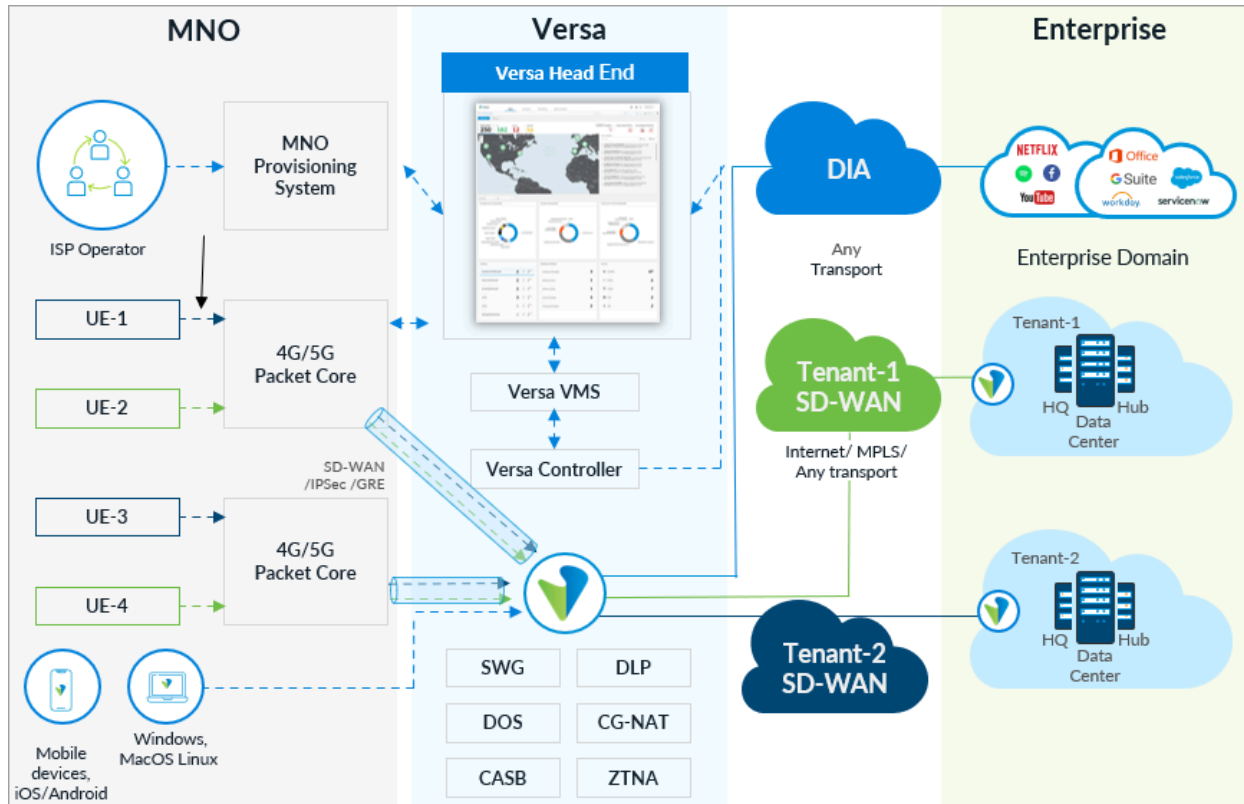 MNO
Versa
Enterprise
Versa Head End
ISP Operator
MNO
Provisioning
System
UE-1
UE-2
4G/5G
Packet Core
SD-WAN
/IPSec /GRE
UE-3
UE-4
4G/5G
Packet Core
Mobile
devices,
iOS/Android
Windows,
MacOS Linux
Versa VMS
Versa Controller
SWG
DLP
DOS
CG-NAT
CASB
ZTNA
DIA
Any
Transport
Tenant-1
SD-WAN
Internet/ MPLS/
Any transport
Tenant-2
SD-WAN
NETFLIX
YouTube
Office
G Suite
salesforce
workday.
servicenow
Enterprise Domain
Tenant-1
HQ
Hub
Data
Center
Tenant-2
HQ
Hub
Data
Center